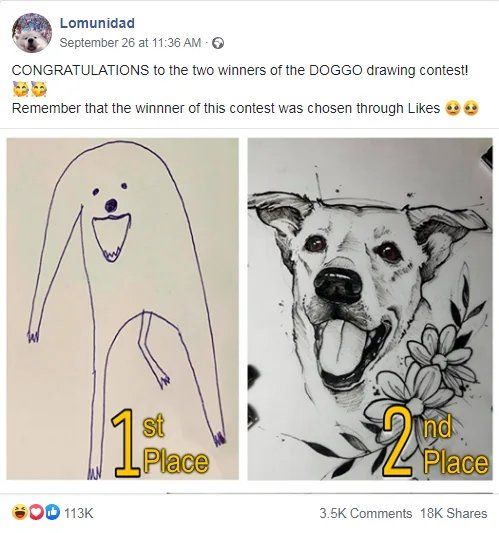 Lomunidad
September 26 at 11:36 AM ·
CONGRATULATIONS to the two winners of the DOGGO drawing contest!
Remember that the winnner of this contest was chosen through Likes
1st Place
2nd Place
113K
3.5K Comments 18K Shares